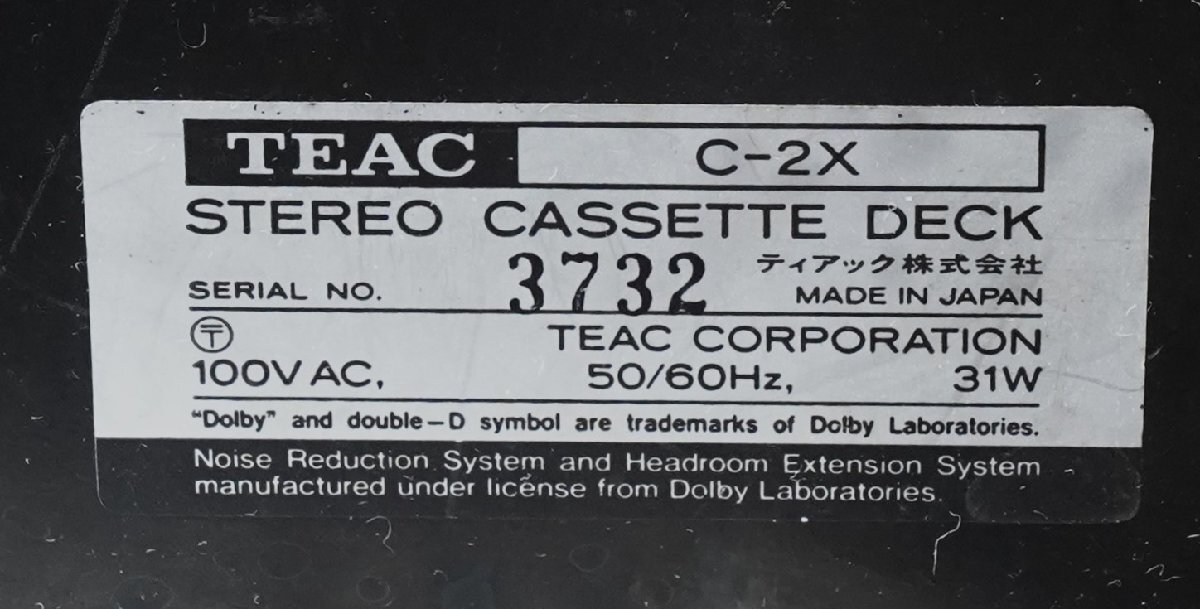 TEAC C-2X
STEREO CASSETTE DECK
ティアック株式会社
SERIAL NO. 3732 MADE IN JAPAN
〶 TEAC CORPORATION
100V AC, 50/60Hz, 31W
"Dolby" and double-D symbol are trademarks of Dolby Laboratories.
Noise Reduction System and Headroom Extension System
manufactured under license from Dolby Laboratories.